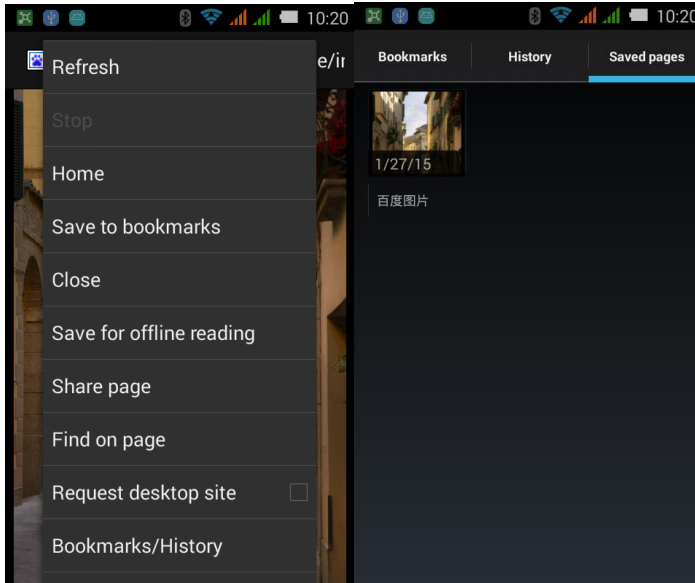 10:20
e/ir
Refresh
Stop
Home
Save to bookmarks
Close
Save for offline reading
Share page
Find on page
Request desktop site
Bookmarks/History
10:20
Bookmarks History Saved pages
1/27/15
百度图片